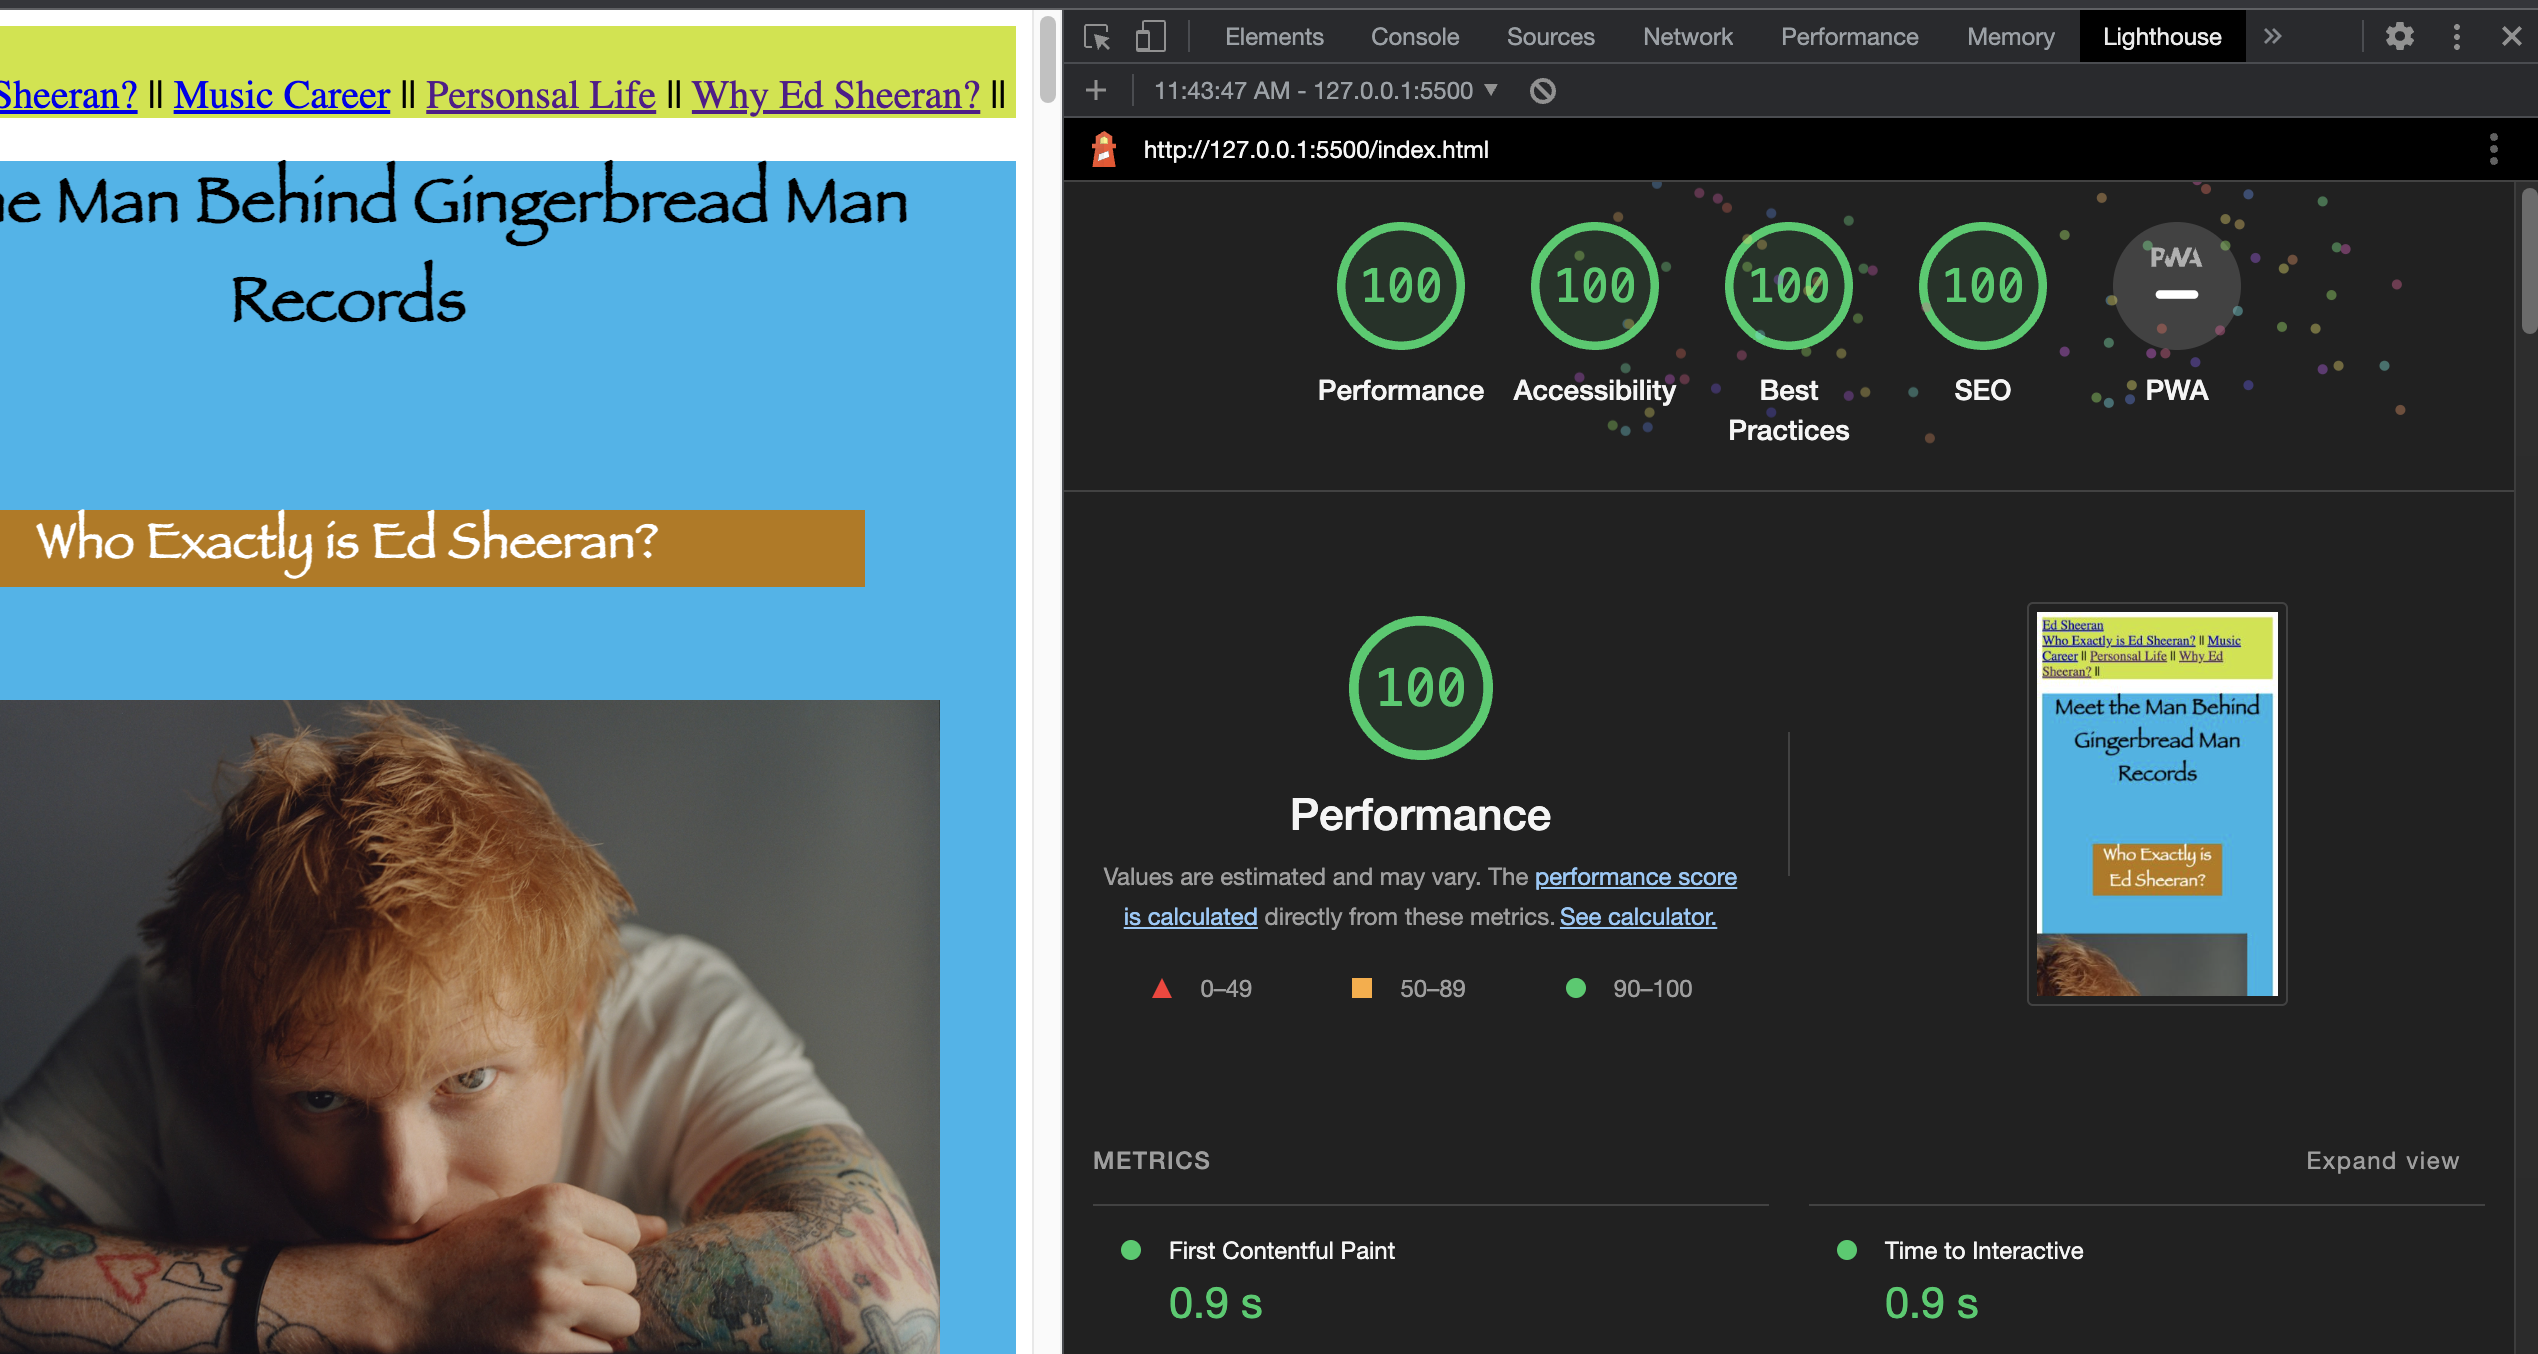 Sheeran? || Music Career || Personsal Life || Why Ed Sheeran? ||
he Man Behind Gingerbread Man
Records
Who Exactly is Ed Sheeran?
Elements Console Sources Network Performance Memory Lighthouse
11:43:47 AM - 127.0.0.1:5500
http://127.0.0.1:5500/index.html
100 100 100 100 PWA
Performance Accessibility Best Practices SEO PWA
100
Performance
Values are estimated and may vary. The performance score
is calculated directly from these metrics. See calculator.
0–49 50–89 90–100
Ed Sheeran
Who Exactly is Ed Sheeran? || Music
Career || Personsal Life || Why Ed
Sheeran? ||
Meet the Man Behind
Gingerbread Man
Records
Who Exactly is
Ed Sheeran?
METRICS Expand view
First Contentful Paint
0.9 s
Time to Interactive
0.9 s